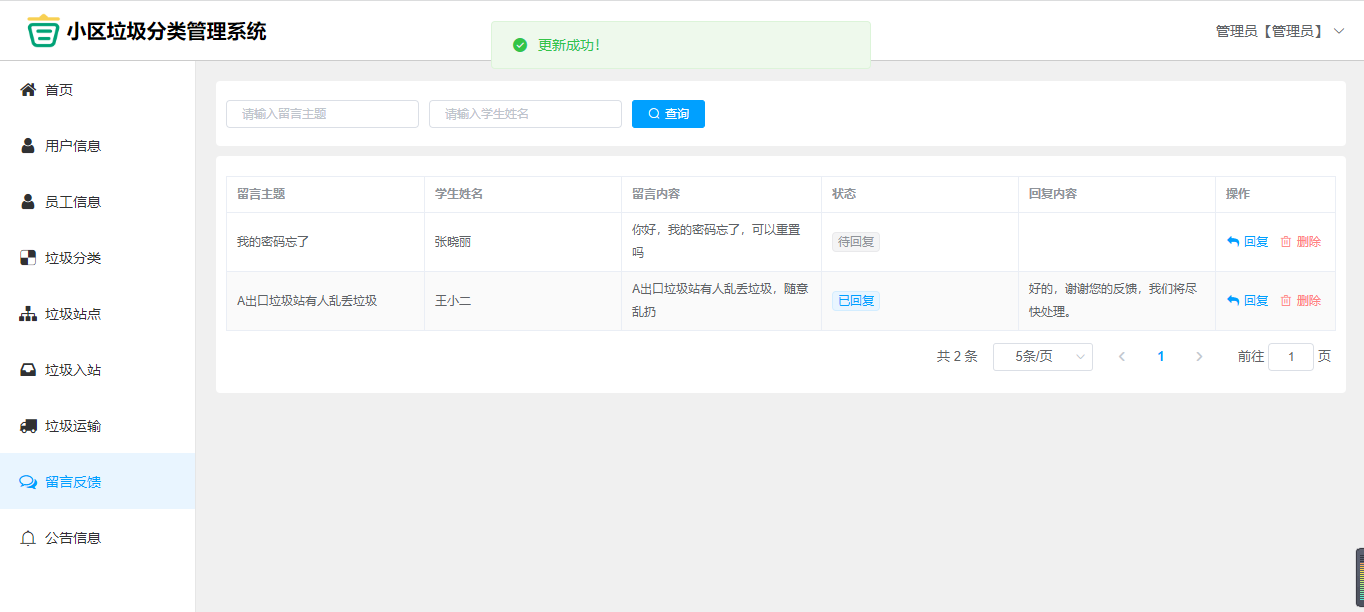 小区垃圾分类管理系统
更新成功!
管理员【管理员】
首页
用户信息
员工信息
垃圾分类
垃圾站点
垃圾入站
垃圾运输
留言反馈
公告信息
请输入留言主题
请输入学生姓名
查询
留言主题 学生姓名 留言内容 状态 回复内容 操作
我的密码忘了 张晓丽 你好，我的密码忘了，可以重置
吗 待回复 回复 删除
A出口垃圾站有人乱丢垃圾 王小二 A出口垃圾站有人乱丢垃圾，随意
乱扔 已回复 好的，谢谢您的反馈，我们将尽
快处理。 回复 删除
共 2 条 5条/页 1 前往 1 页